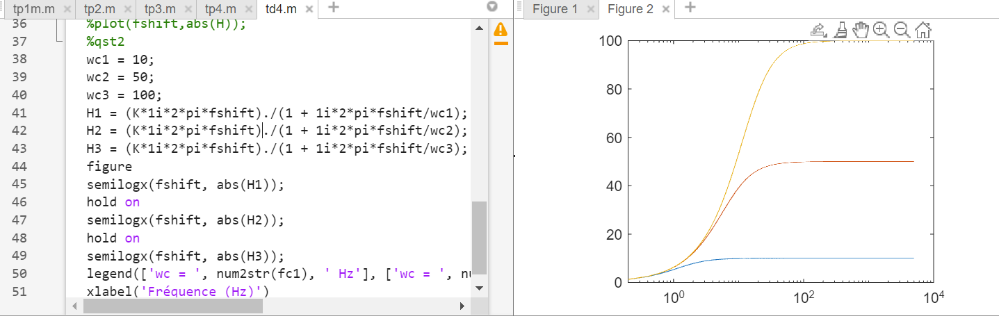 tp1m.m × tp2.m × tp3.m × tp4.m × td4.m × +
36 %plot(fshift,abs(H));
37 %qst2
38 wc1 = 10;
39 wc2 = 50;
40 wc3 = 100;
41 H1 = (K*1i*2*pi*fshift)./(1 + 1i*2*pi*fshift/wc1);
42 H2 = (K*1i*2*pi*fshift)./(1 + 1i*2*pi*fshift/wc2);
43 H3 = (K*1i*2*pi*fshift)./(1 + 1i*2*pi*fshift/wc3);
44 figure
45 semilogx(fshift, abs(H1));
46 hold on
47 semilogx(fshift, abs(H2));
48 hold on
49 semilogx(fshift, abs(H3));
50 legend(['wc = ', num2str(fc1), ' Hz'], ['wc = ', nu
51 xlabel('Fréquence (Hz)')
Figure 1 × Figure 2 × +
100
80
60
40
20
0
10^0 10^2 10^4